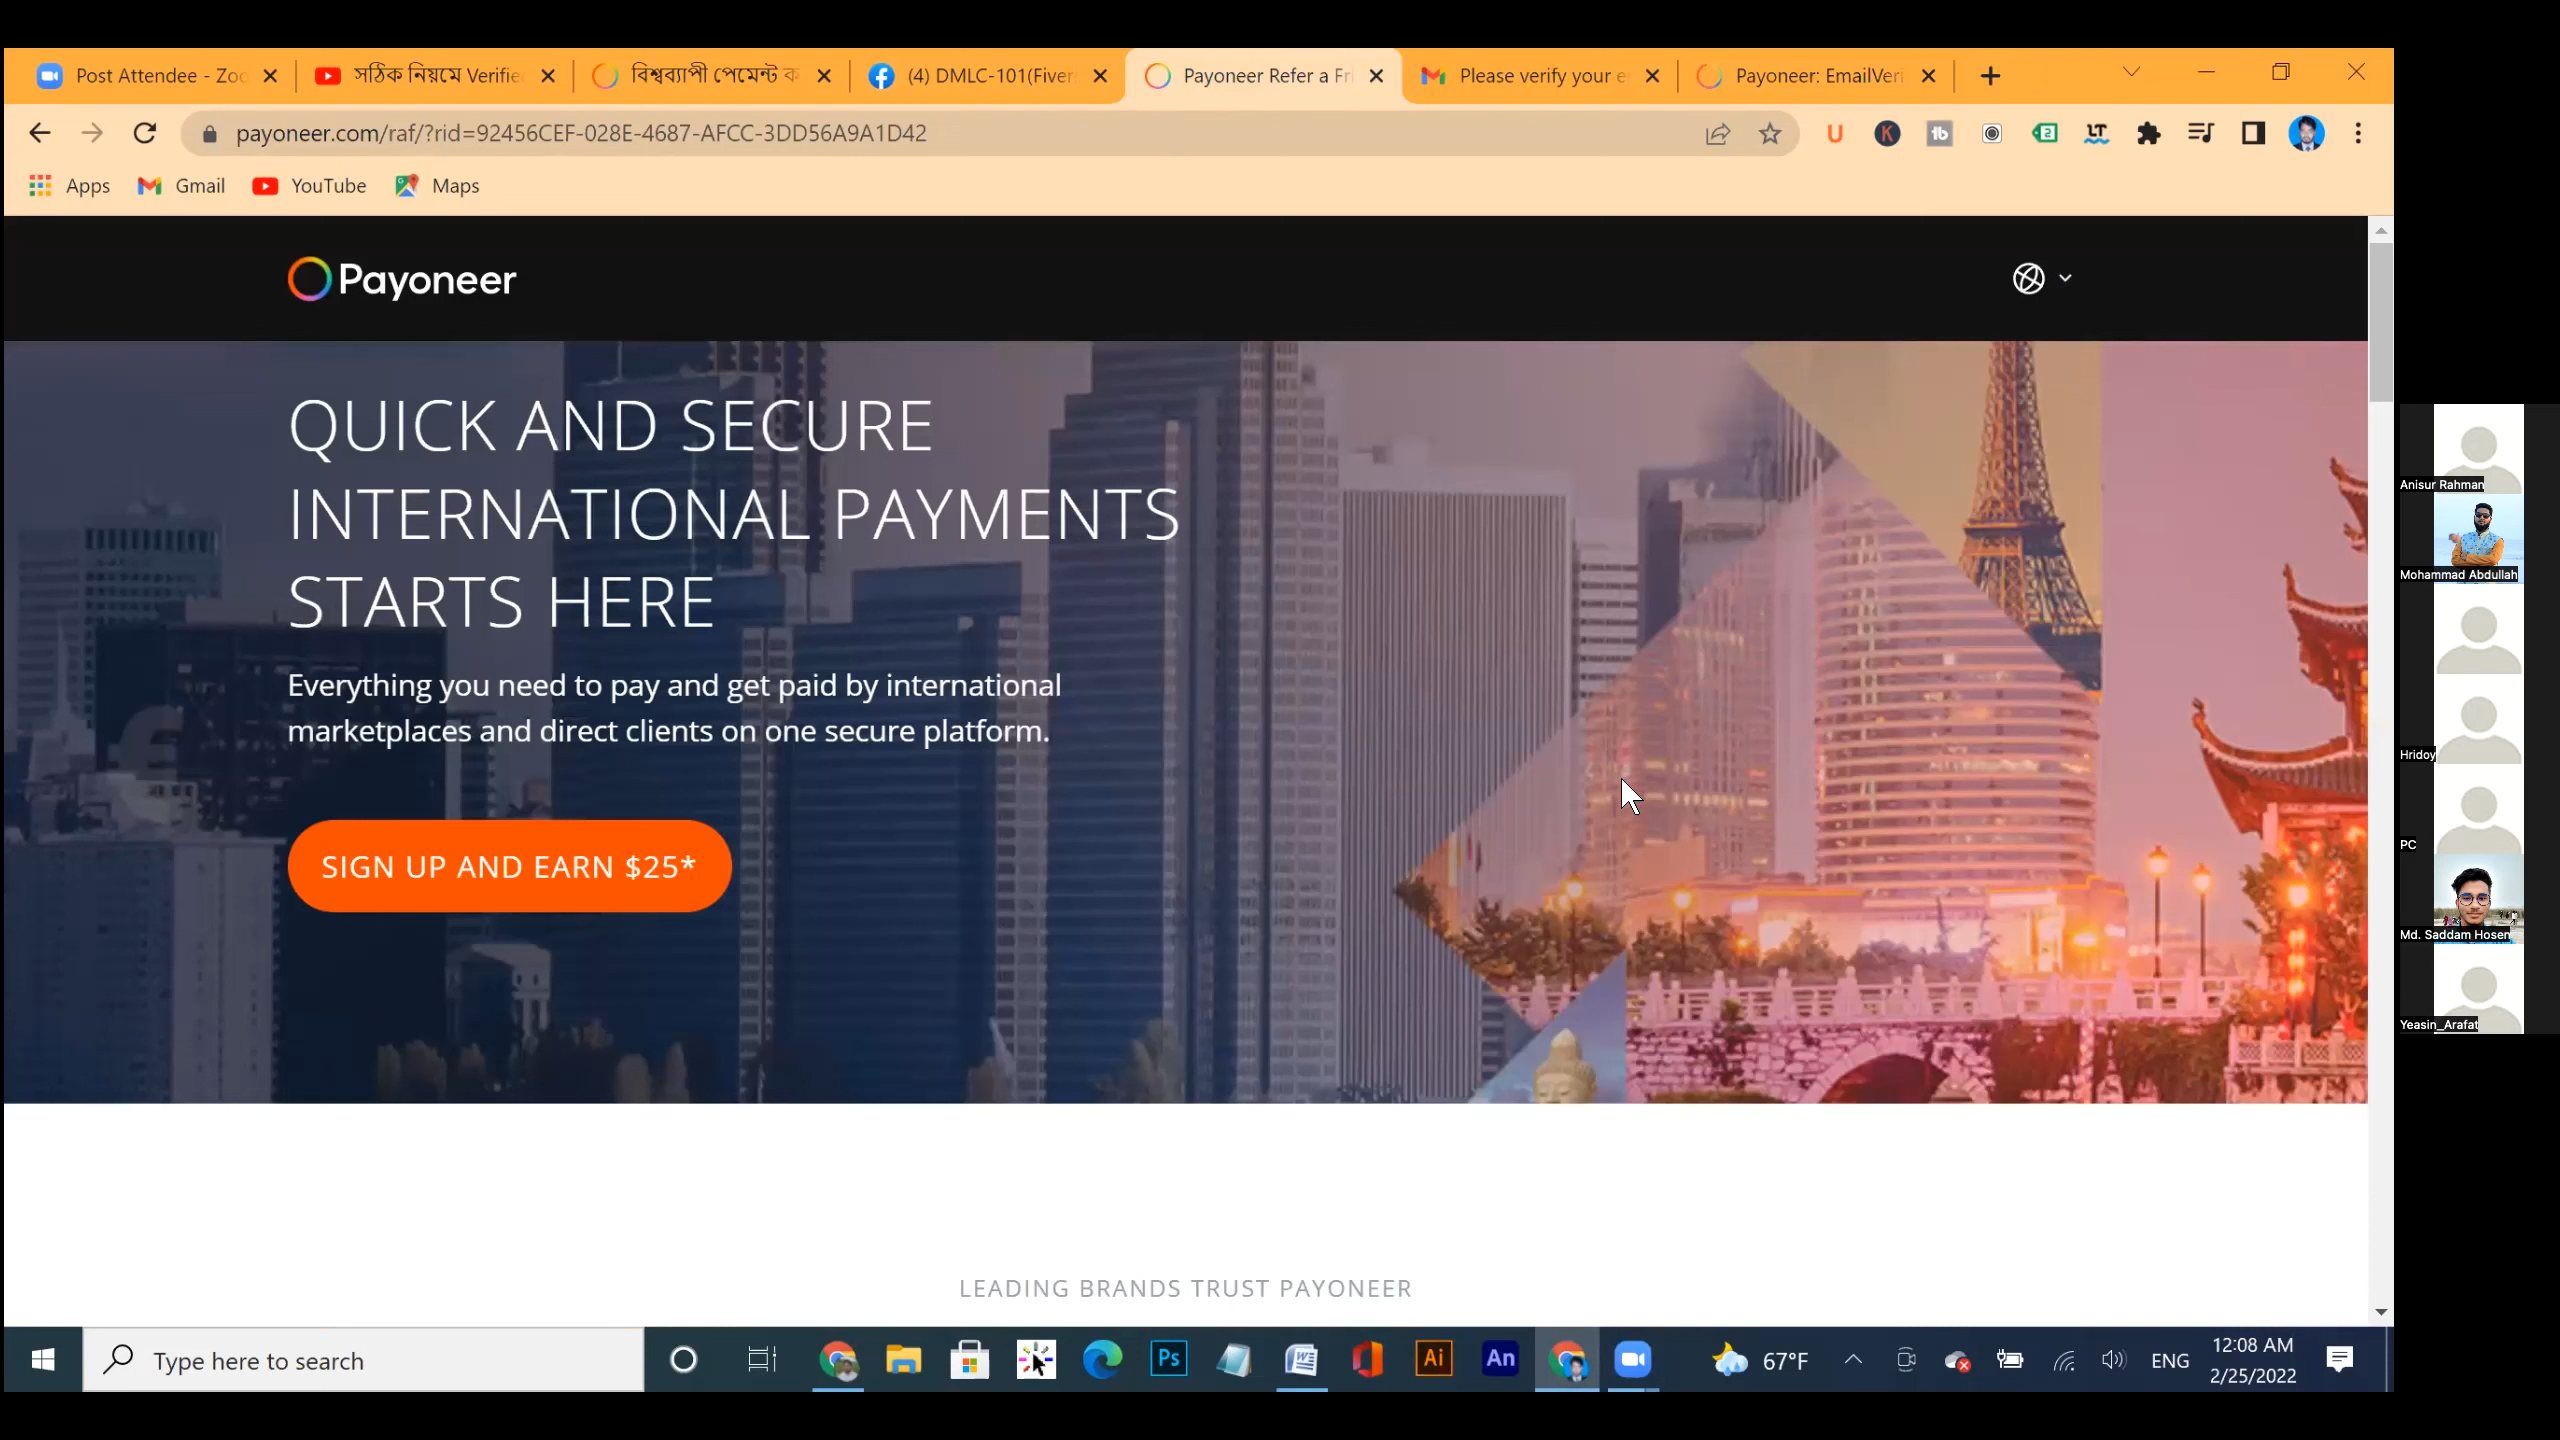 Post Attendee - Zoo
সঠিক নিয়মে Verifie
বিশ্বব্যাপী পেমেন্ট ক
(4) DMLC-101(Fiver
Payoneer Refer a Fri
Please verify your e
Payoneer: EmailVeri
payoneer.com/raf/?rid=92456CEF-028E-4687-AFCC-3DD56A9A1D42
Apps
Gmail
YouTube
Maps
Payoneer
QUICK AND SECURE
INTERNATIONAL PAYMENTS
STARTS HERE
Everything you need to pay and get paid by international
marketplaces and direct clients on one secure platform.
SIGN UP AND EARN $25*
LEADING BRANDS TRUST PAYONEER
Anisur Rahman
Mohammad Abdullah
Hridoy
PC
Md. Saddam Hosen
Yeasin_Arafat
Type here to search
Ps
Ai
An
67°F
ENG
12:08 AM
2/25/2022